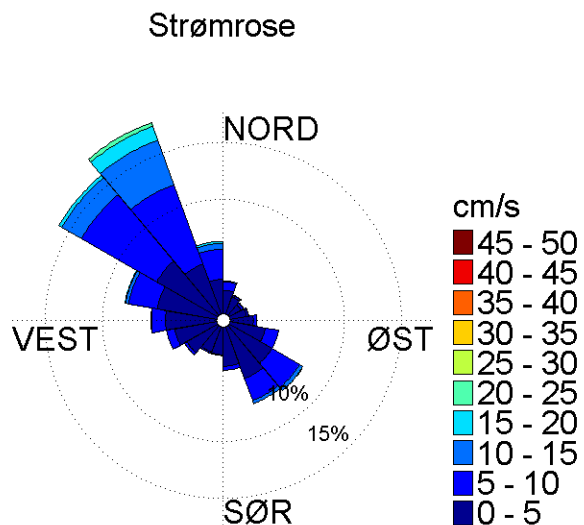 Strømrose
NORD
VEST
ØST
10%
15%
SØR
cm/s
45 - 50
40 - 45
35 - 40
30 - 35
25 - 30
20 - 25
15 - 20
10 - 15
5 - 10
0 - 5